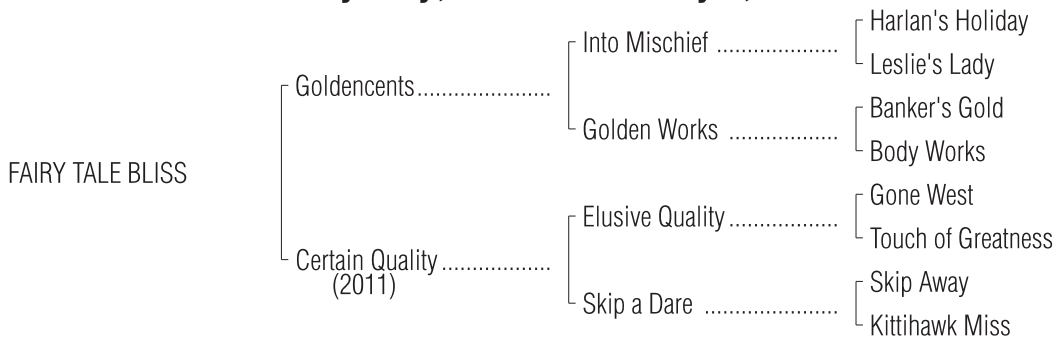 Harlan's Holiday
Into Mischief ....................
Leslie's Lady
Goldencents......................
Banker's Gold
Golden Works ..................
Body Works
FAIRY TALE BLISS
Gone West
Elusive Quality..................
Touch of Greatness
Certain Quality ..................
(2011)
Skip Away
Skip a Dare ......................
Kittihawk Miss